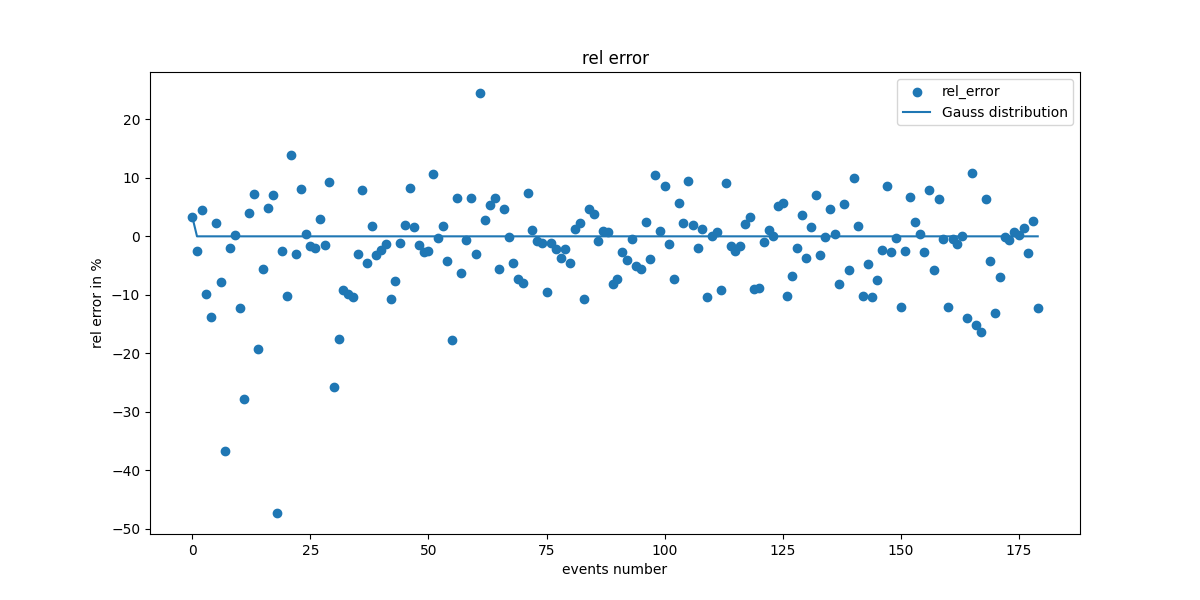 rel error
rel_error
Gauss distribution
rel error in %
20
10
0
−10
−20
−30
−40
−50
0 25 50 75 100 125 150 175
events number